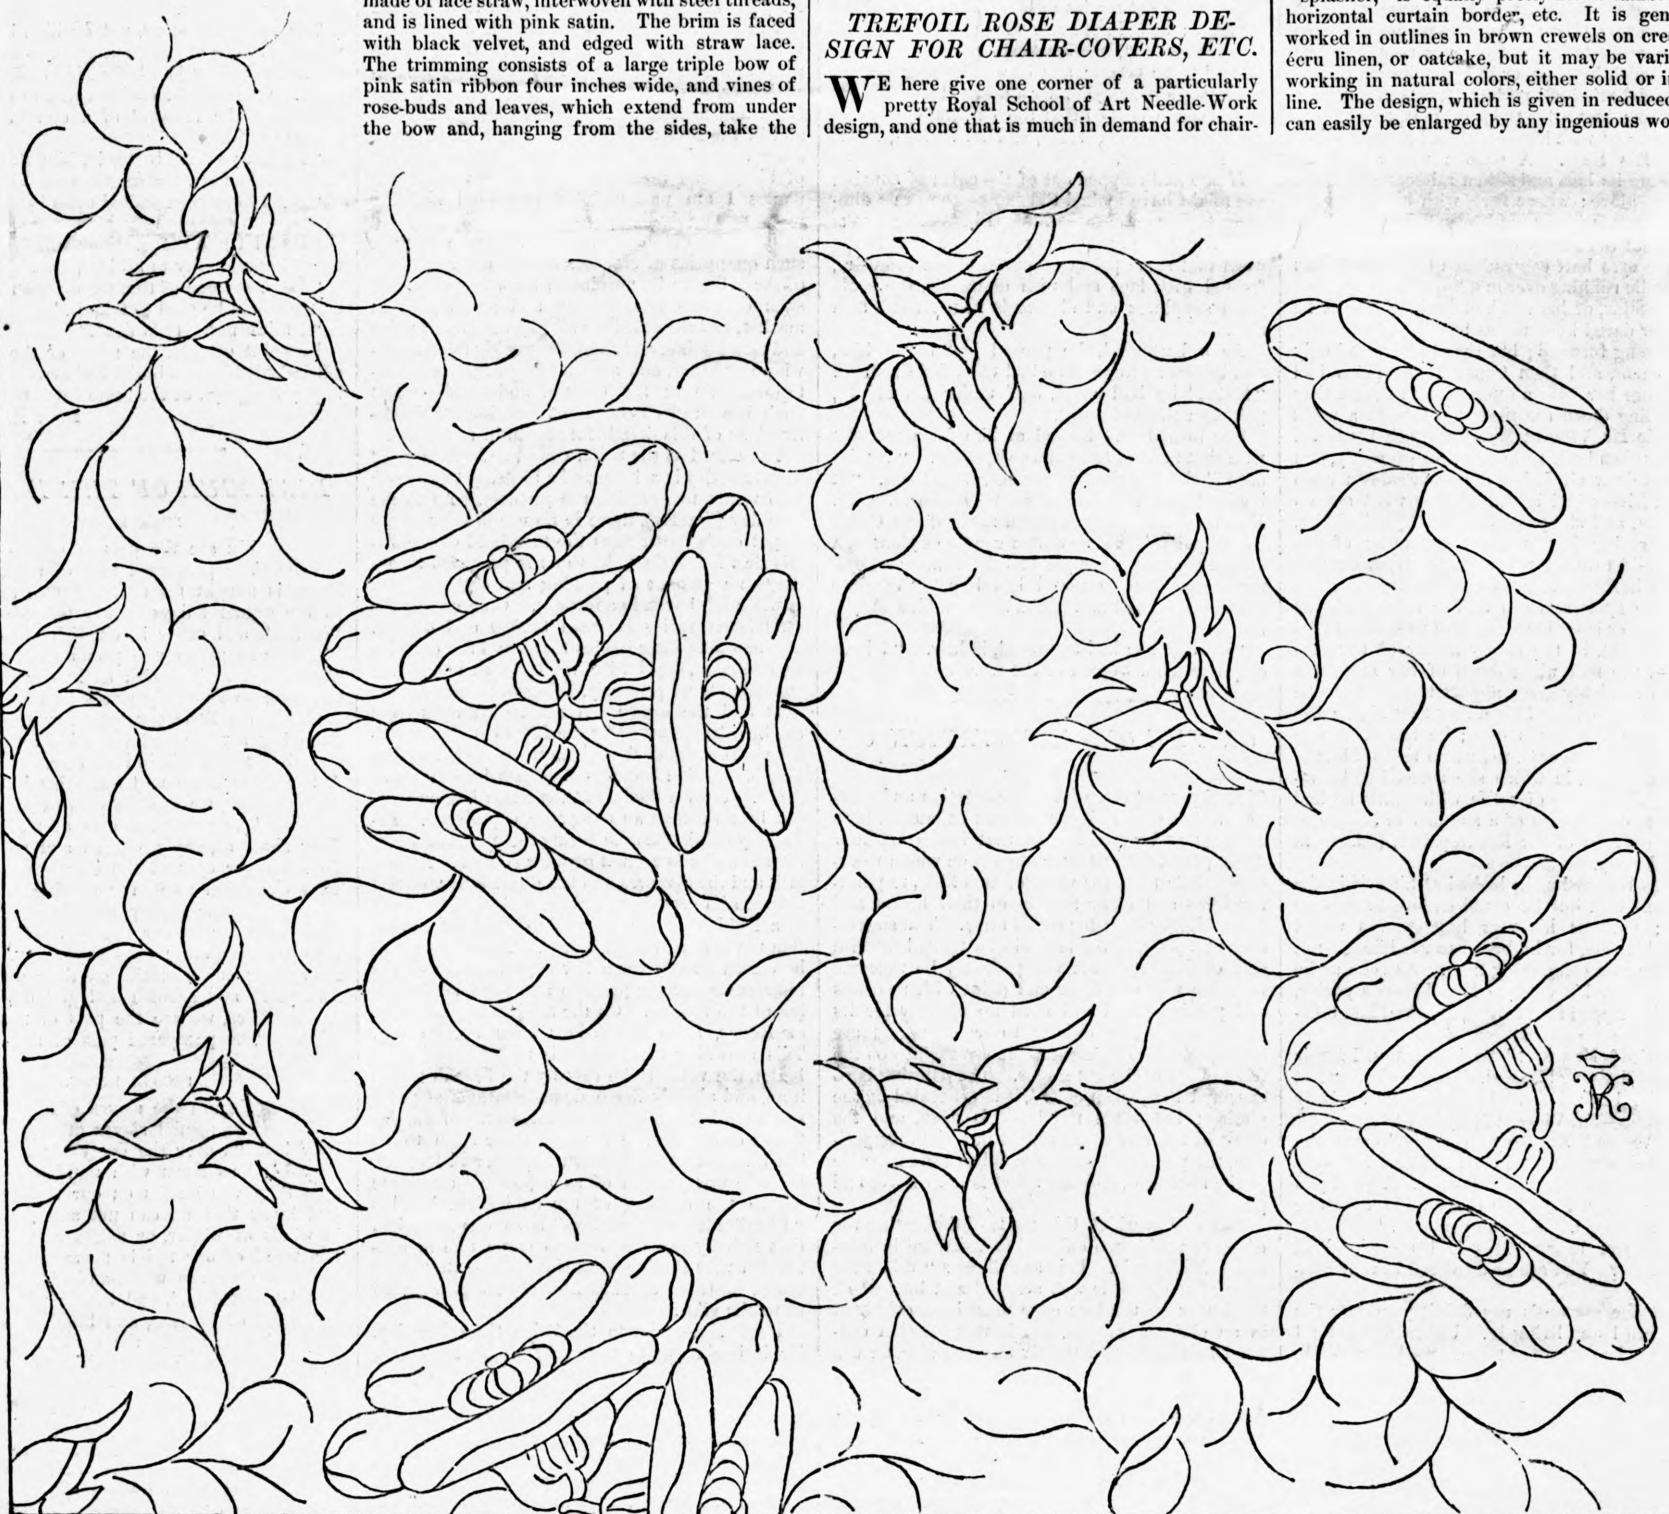 made of lace straw, interwoven with steel threads,
and is lined with pink satin. The brim is faced
with black velvet, and edged with straw lace.
The trimming consists of a large triple bow of
pink satin ribbon four inches wide, and vines of
rose-buds and leaves, which extend from under
the bow and, hanging from the sides, take the
TREFOIL ROSE DIAPER DE-
SIGN FOR CHAIR-COVERS, ETC.
WE here give one corner of a particularly
pretty Royal School of Art Needle-Work
design, and one that is much in demand for chair-
horizontal curtain border, etc. It is gen
worked in outlines in brown crewels on cre
écru linen, or oatcake, but it may be vari
working in natural colors, either solid or i
line. The design, which is given in reduced
can easily be enlarged by any ingenious wo